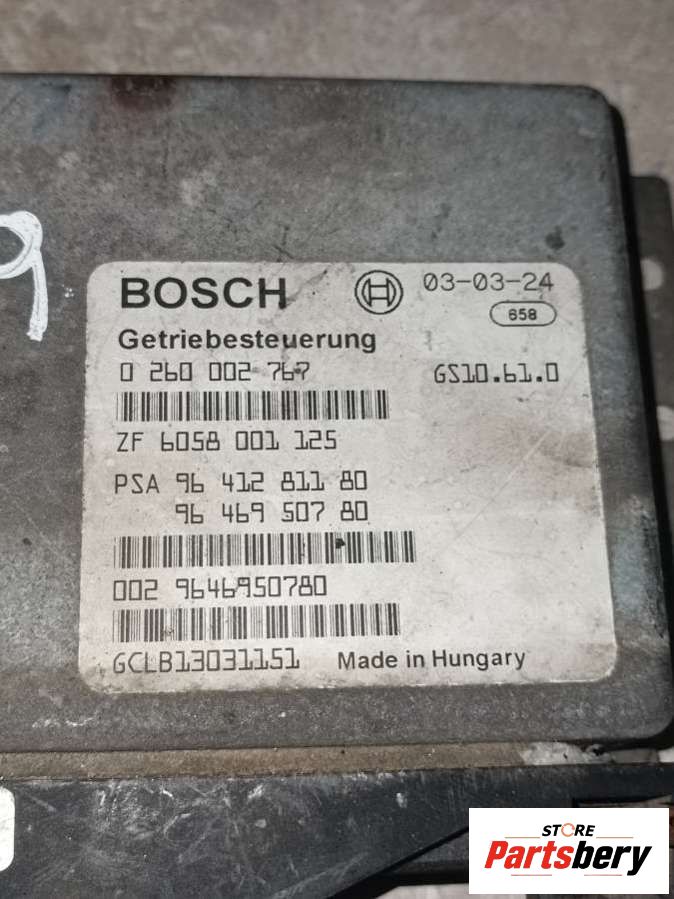 9
BOSCH 03-03-24
658
Getriebesteuerung
0 260 002 767 GS10.61.0
ZF 6058 001 125
PSA 96 412 811 80
96 469 507 80
002 9646950780
GCLB13031151 Made in Hungary
STORE
Partsbery